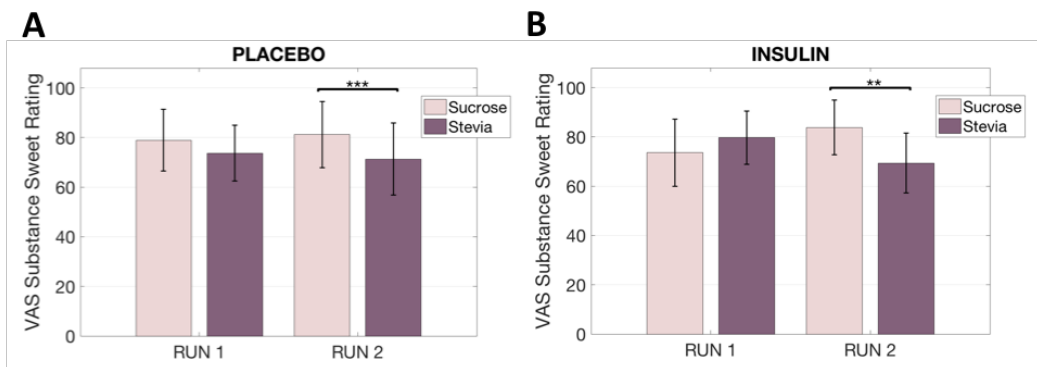 A
PLACEBO
VAS Substance Sweet Rating
100
80
60
40
20
0
***
Sucrose
Stevia
RUN 1
RUN 2
B
INSULIN
VAS Substance Sweet Rating
100
80
60
40
20
0
**
Sucrose
Stevia
RUN 1
RUN 2